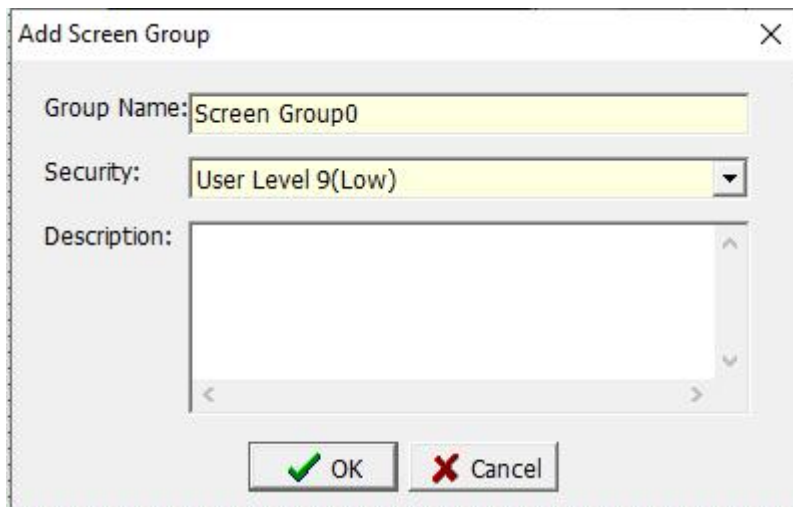 Add Screen Group
Group Name: Screen Group0
Security: User Level 9(Low)
Description:
OK Cancel